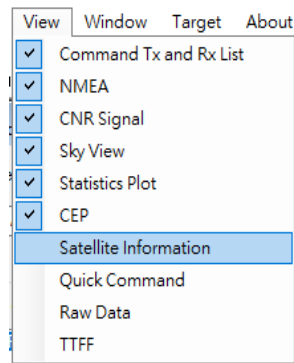 View Window Target About
Command Tx and Rx List
NMEA
CNR Signal
Sky View
Statistics Plot
CEP
Satellite Information
Quick Command
Raw Data
TTFF